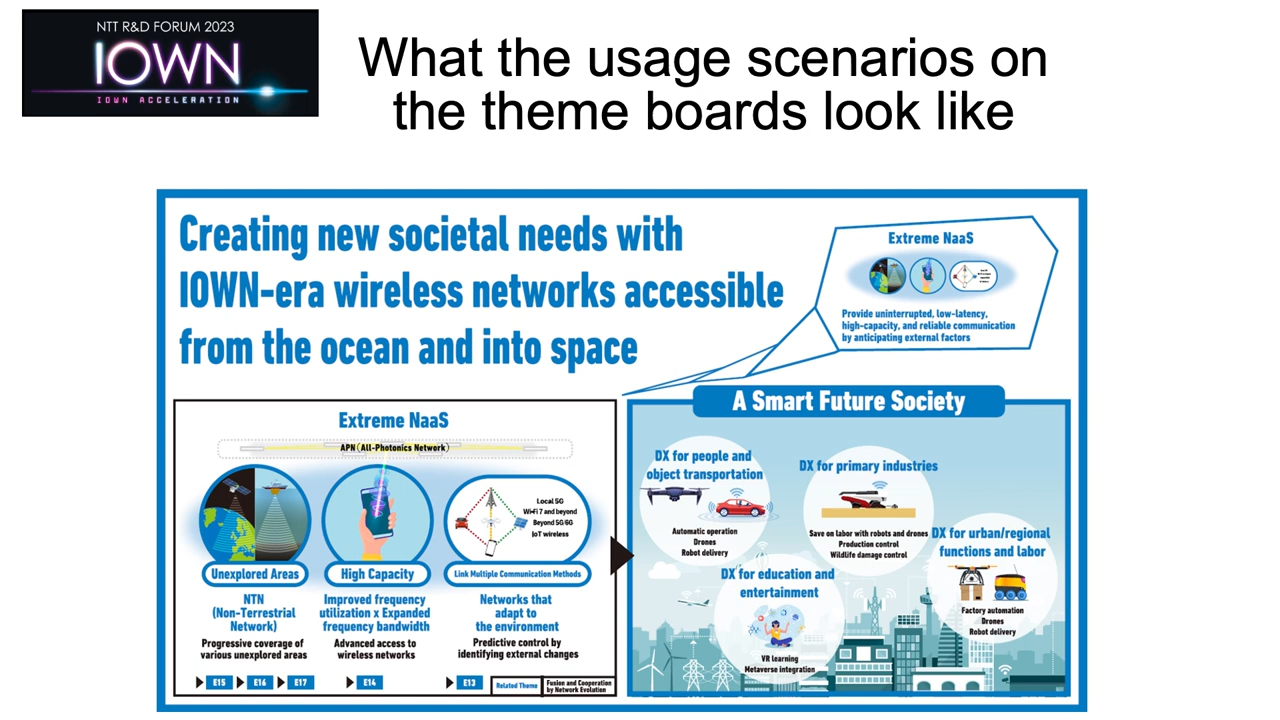 NTT R&D FORUM 2023
IOWN
IOWN ACCELERATION
What the usage scenarios on
the theme boards look like
Creating new societal needs with
IOWN-era wireless networks accessible
from the ocean and into space
Extreme NaaS
Provide uninterrupted, low-latency,
high-capacity, and reliable communication
by anticipating external factors
Extreme NaaS
APN(All-Photonics Network)
Local 5G
Wi-Fi 7 and beyond
Beyond 5G/6G
IoT wireless
Unexplored Areas
High Capacity
Link Multiple Communication Methods
NTN
(Non-Terrestrial
Network)
Progressive coverage of
various unexplored areas
Improved frequency
utilization x Expanded
frequency bandwidth
Advanced access to
wireless networks
Networks that
adapt to
the environment
Predictive control by
identifying external changes
E15
E16
E17
E14
E13
Related Theme
Fusion and Cooperation
by Network Evolution
A Smart Future Society
DX for people and
object transportation
Automatic operation
Drones
Robot delivery
DX for primary industries
Save on labor with robots and drones
Production control
Wildlife damage control
DX for urban/regional
functions and labor
Factory automation
Drones
Robot delivery
DX for education and
entertainment
VR learning
Metaverse integration